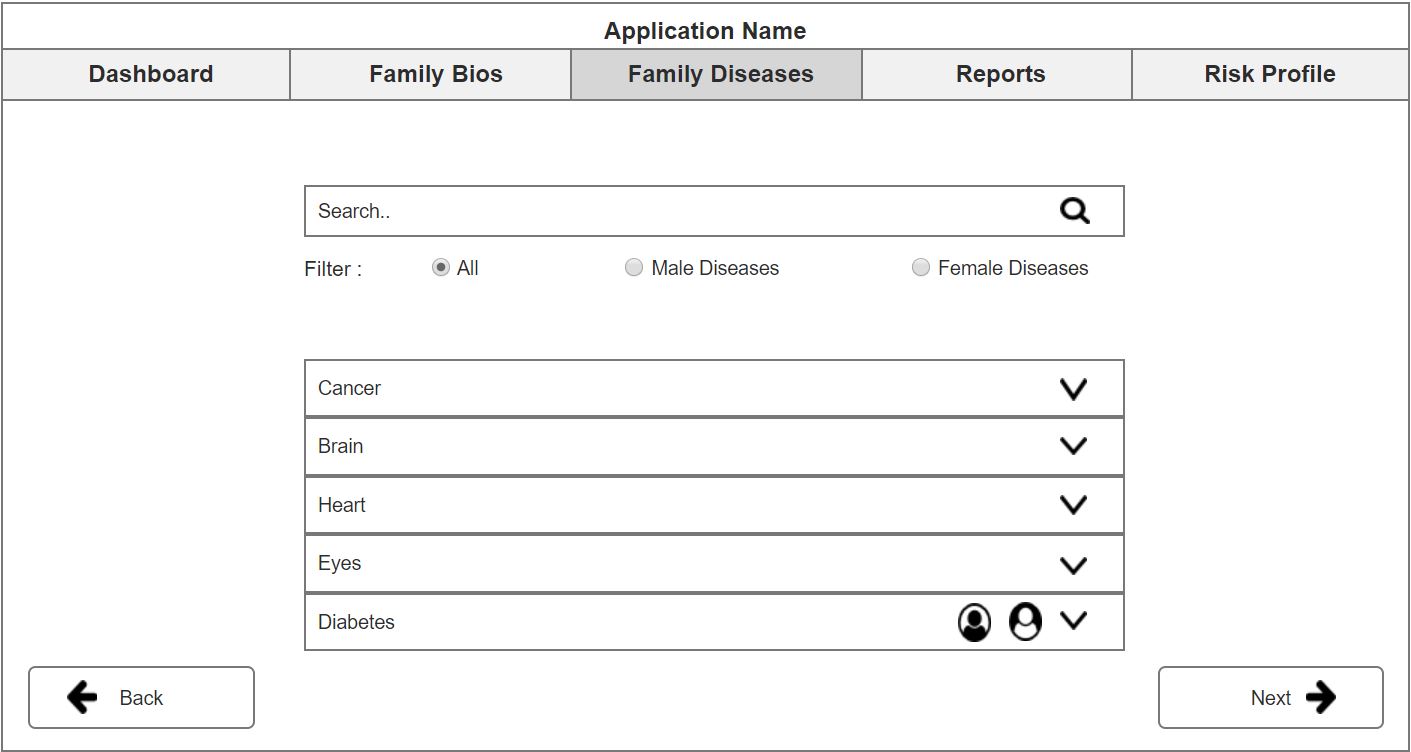 Application Name
Dashboard Family Bios Family Diseases Reports Risk Profile
Search..
Filter : All Male Diseases Female Diseases
Cancer
Brain
Heart
Eyes
Diabetes
Back Next